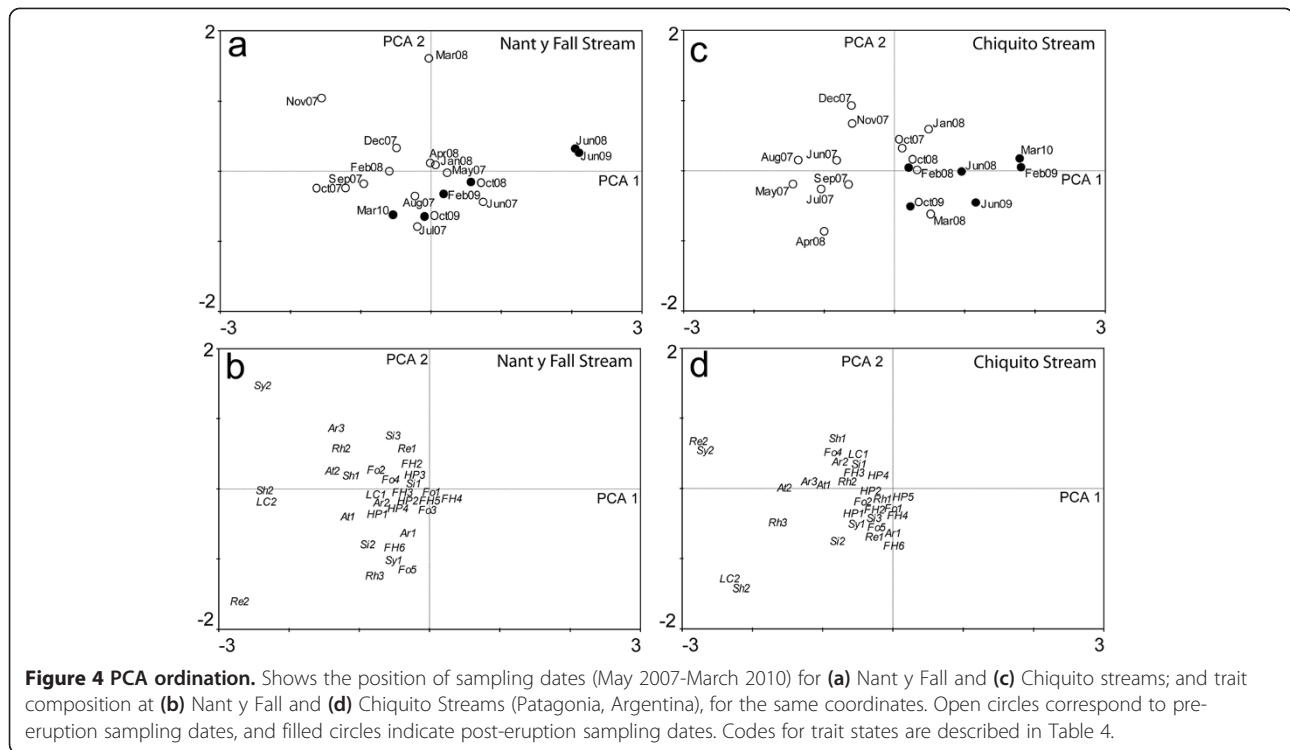 a
PCA 2
Nant y Fall Stream
2
Mar08
Nov07
Dec07
Jun08
Jun09
Apr08
Jan08
Feb08
May07
PCA 1
Sep07
Oct07
Oct08
Aug07
Feb09
Jun07
Mar10
Oct09
Jul07
-2
-3
3
c
PCA 2
Chiquito Stream
2
Dec07
Nov07
Jan08
Oct07
Aug07
Jun07
Oct08
Jun08
Mar10
Feb08
Feb09
PCA 1
May07
Sep07
Jul07
Oct09
Jun09
Mar08
Apr08
-2
-3
3
b
PCA 2
Nant y Fall Stream
2
Sy2
Ar3
Si3
Rh2
Re1
At2
Sh1
Fo2
FH2
Fo4
HP3
Si1
Sh2
LC2
LC1
FH3
Fo1
PCA 1
Ar2
HP2
FH5
FH4
At1
HP1
HP4
Fo3
Ar1
Si2
FH6
Sy1
Rh3
Fo5
Re2
-2
-3
3
d
PCA 2
Chiquito Stream
2
Re2
Sy2
Sh1
Fo4
LC1
Ar2
Si1
FH3
HP4
Ar3
At1
Rh2
At2
HP2
PCA 1
Fo2
Rh1
HP5
HP1
FH2
Fo1
Rh3
Sy1
Si3
FH4
Fo5
Si2
Re1
Ar1
FH6
LC2
Sh2
-2
-3
3
Figure 4 PCA ordination. Shows the position of sampling dates (May 2007-March 2010) for (a) Nant y Fall and (c) Chiquito streams; and trait
composition at (b) Nant y Fall and (d) Chiquito Streams (Patagonia, Argentina), for the same coordinates. Open circles correspond to pre-
eruption sampling dates, and filled circles indicate post-eruption sampling dates. Codes for trait states are described in Table 4.